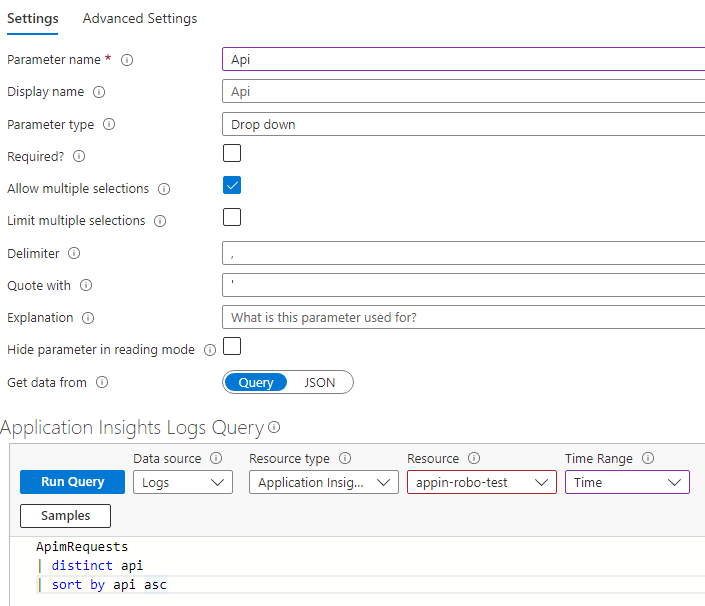 Settings Advanced Settings
Parameter name * Api
Display name Api
Parameter type Drop down
Required?
Allow multiple selections
Limit multiple selections
Delimiter ,
Quote with '
Explanation What is this parameter used for?
Hide parameter in reading mode
Get data from Query JSON
Application Insights Logs Query
Data source Resource type Resource Time Range
Run Query Logs Application Insig... appin-robo-test Time
Samples
ApimRequests
| distinct api
| sort by api asc